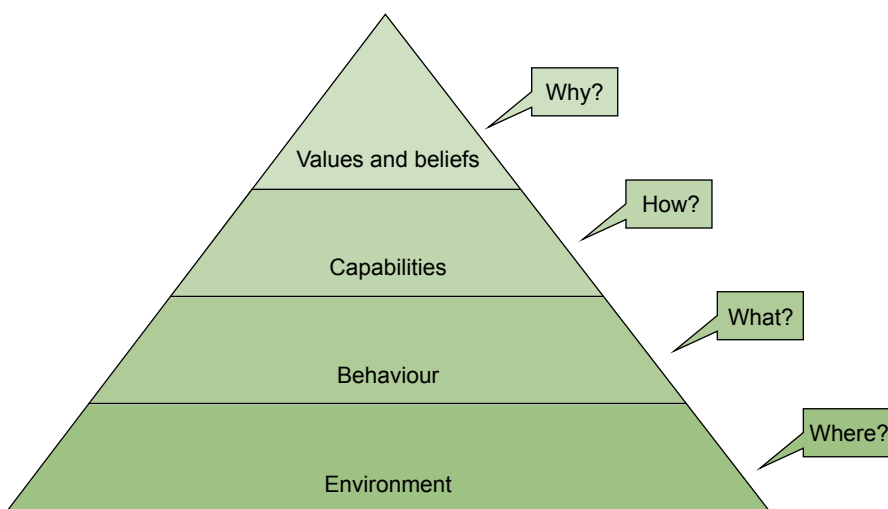 Why?
Values and beliefs
How?
Capabilities
What?
Behaviour
Where?
Environment